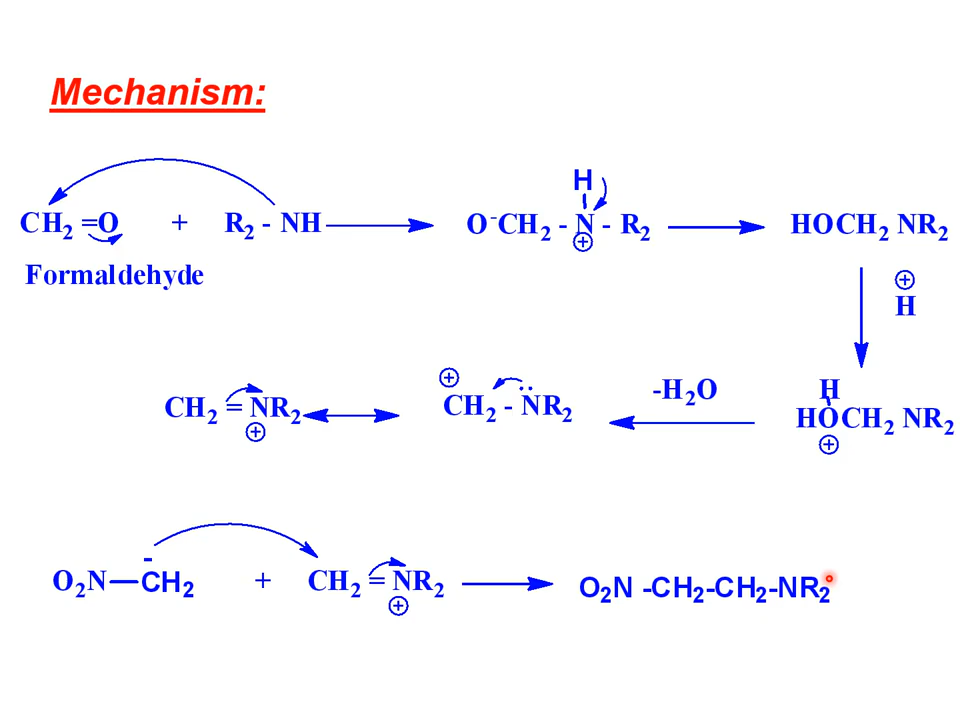 Mechanism:
CH₂ =O + R₂ - NH O⁻CH₂ - N⊕(H) - R₂ HOCH₂ NR₂
Formaldehyde
⊕
H
CH₂ = NR₂ ⊕ ⊕ CH₂ - N̈R₂ -H₂O H
HOCH₂ NR₂
⊕
O₂N—CH₂⁻ + CH₂ = NR₂ ⊕ O₂N -CH₂-CH₂-NR₂